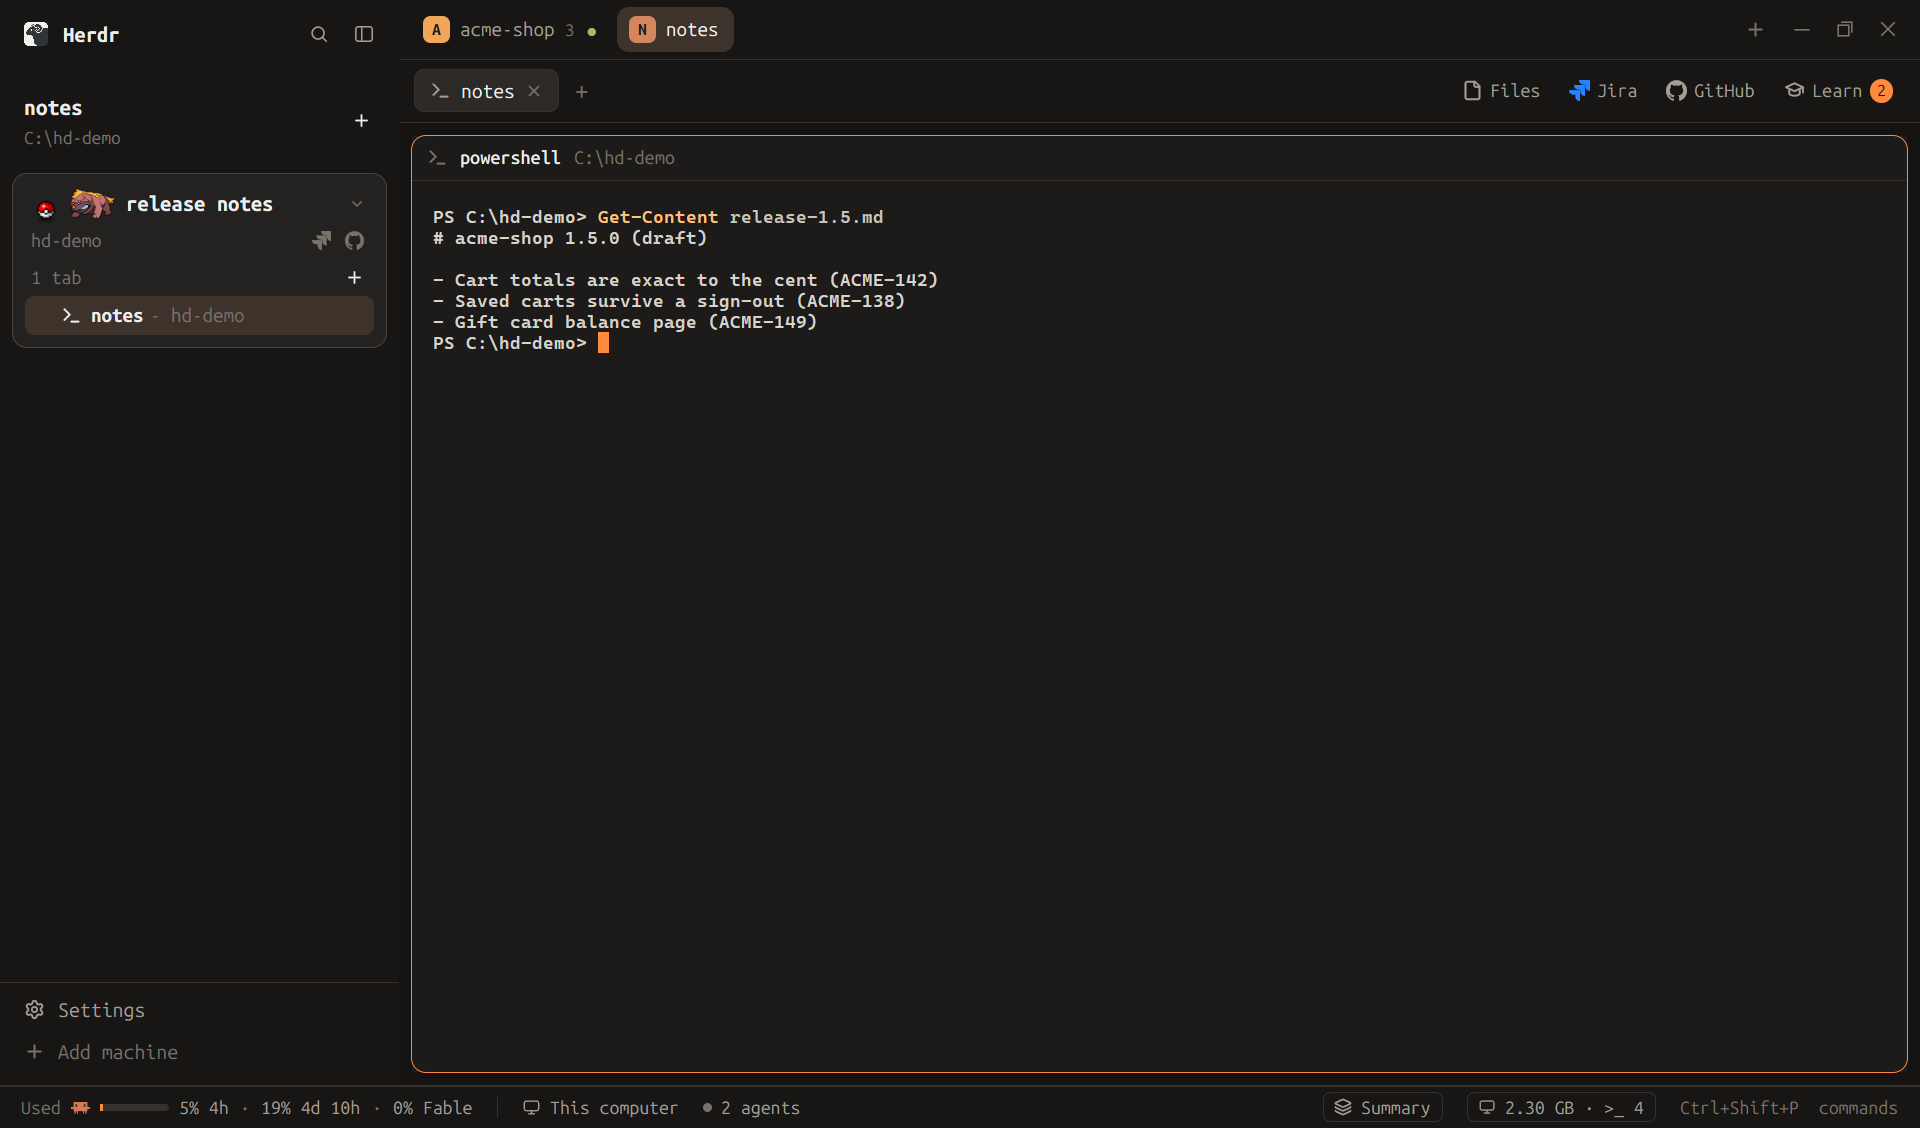 Herdr
A acme-shop 3
N notes
notes
C:\hd-demo
notes
Files
Jira
GitHub
Learn 2
release notes
hd-demo
1 tab
notes - hd-demo
powershell C:\hd-demo
PS C:\hd-demo> Get-Content release-1.5.md
# acme-shop 1.5.0 (draft)
- Cart totals are exact to the cent (ACME-142)
- Saved carts survive a sign-out (ACME-138)
- Gift card balance page (ACME-149)
PS C:\hd-demo>
Settings
+ Add machine
Used 5% 4h · 19% 4d 10h · 0% Fable
This computer
2 agents
Summary
2.30 GB · >_ 4
Ctrl+Shift+P commands